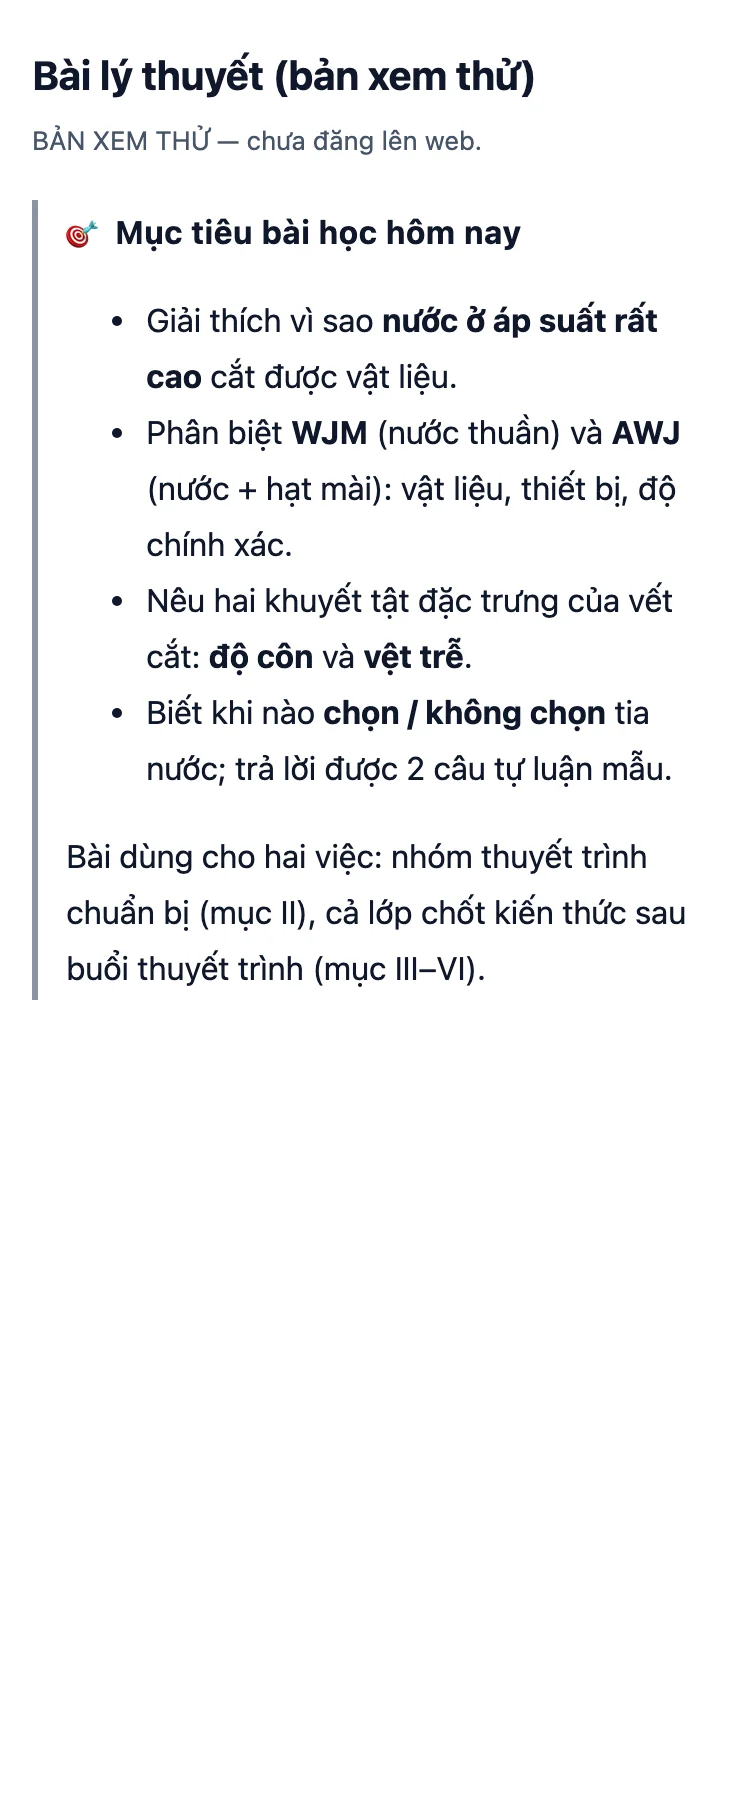 Bài lý thuyết (bản xem thử)
BẢN XEM THỬ — chưa đăng lên web.
🎯 Mục tiêu bài học hôm nay
• Giải thích vì sao nước ở áp suất rất
cao cắt được vật liệu.
• Phân biệt WJM (nước thuần) và AWJ
(nước + hạt mài): vật liệu, thiết bị, độ
chính xác.
• Nêu hai khuyết tật đặc trưng của vết
cắt: độ côn và vệt trễ.
• Biết khi nào chọn / không chọn tia
nước; trả lời được 2 câu tự luận mẫu.
Bài dùng cho hai việc: nhóm thuyết trình
chuẩn bị (mục II), cả lớp chốt kiến thức sau
buổi thuyết trình (mục III–VI).